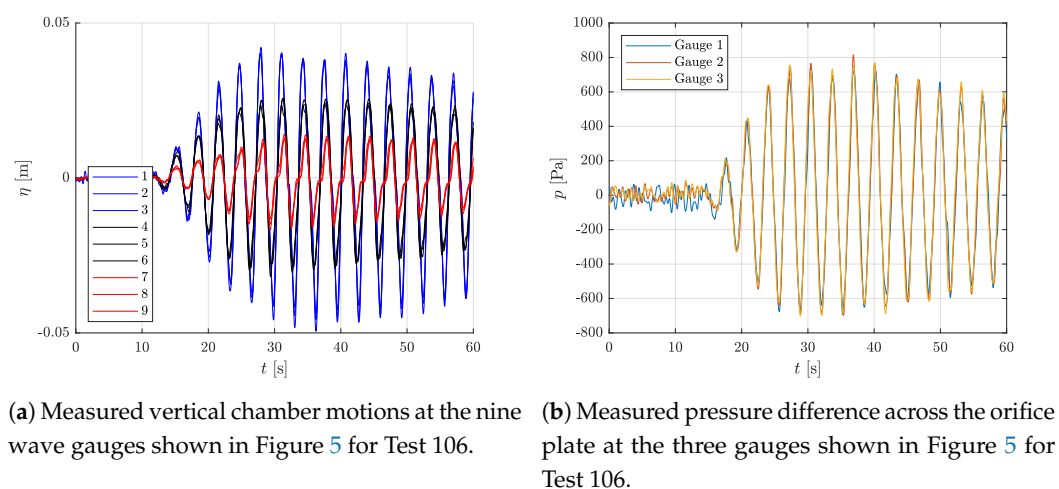 0.05
0
-0.05
η [m]
1
2
3
4
5
6
7
8
9
0 10 20 30 40 50 60
t [s]
1000
800
600
400
200
0
-200
-400
-600
-800
p [Pa]
Gauge 1
Gauge 2
Gauge 3
0 10 20 30 40 50 60
t [s]
(a) Measured vertical chamber motions at the nine
wave gauges shown in Figure 5 for Test 106.
(b) Measured pressure difference across the orifice
plate at the three gauges shown in Figure 5 for
Test 106.